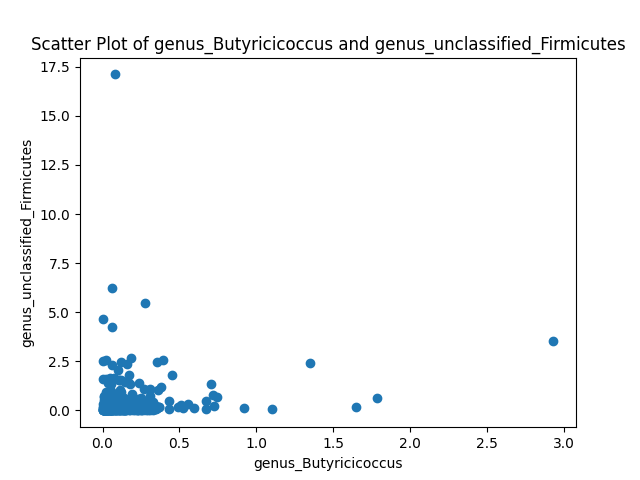 Scatter Plot of genus_Butyricicoccus and genus_unclassified_Firmicutes
17.5
15.0
12.5
10.0
7.5
5.0
2.5
0.0
genus_unclassified_Firmicutes
0.0 0.5 1.0 1.5 2.0 2.5 3.0
genus_Butyricicoccus